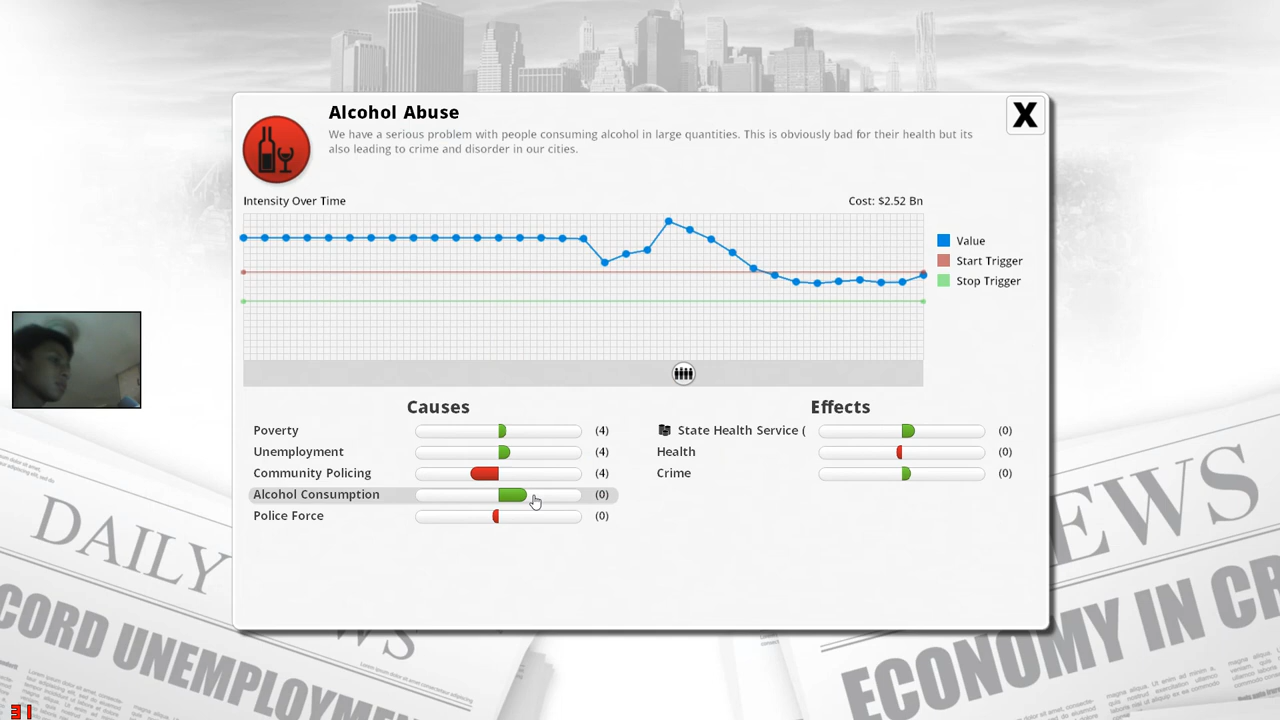 Alcohol Abuse
X
We have a serious problem with people consuming alcohol in large quantities. This is obviously bad for their health but its
also leading to crime and disorder in our cities.
Intensity Over Time
Cost: $2.52 Bn
Value
Start Trigger
Stop Trigger
Causes
Effects
Poverty (4)
State Health Service ( (0)
Unemployment (4)
Health (0)
Community Policing (4)
Crime (0)
Alcohol Consumption (0)
Police Force (0)
DAILY
NEWS
EWS
CORD UNEMPLOYME
ECONOMY IN CR
31